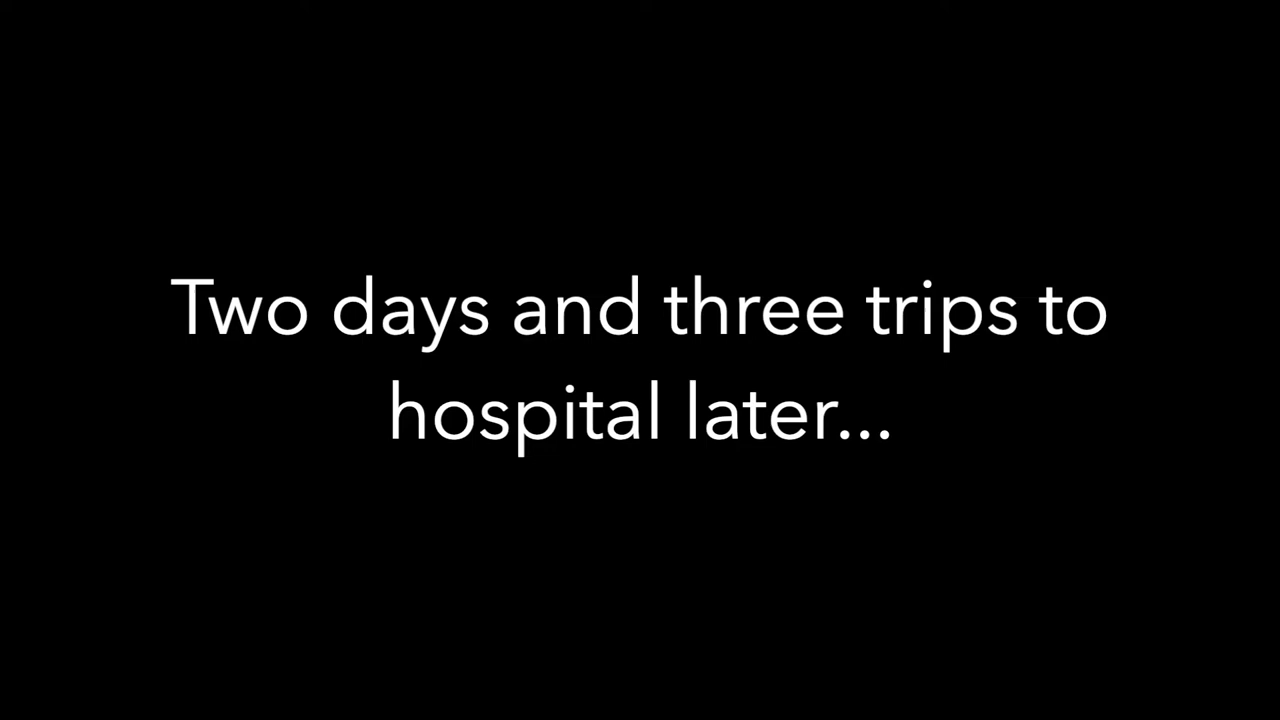 Two days and three trips to
hospital later...